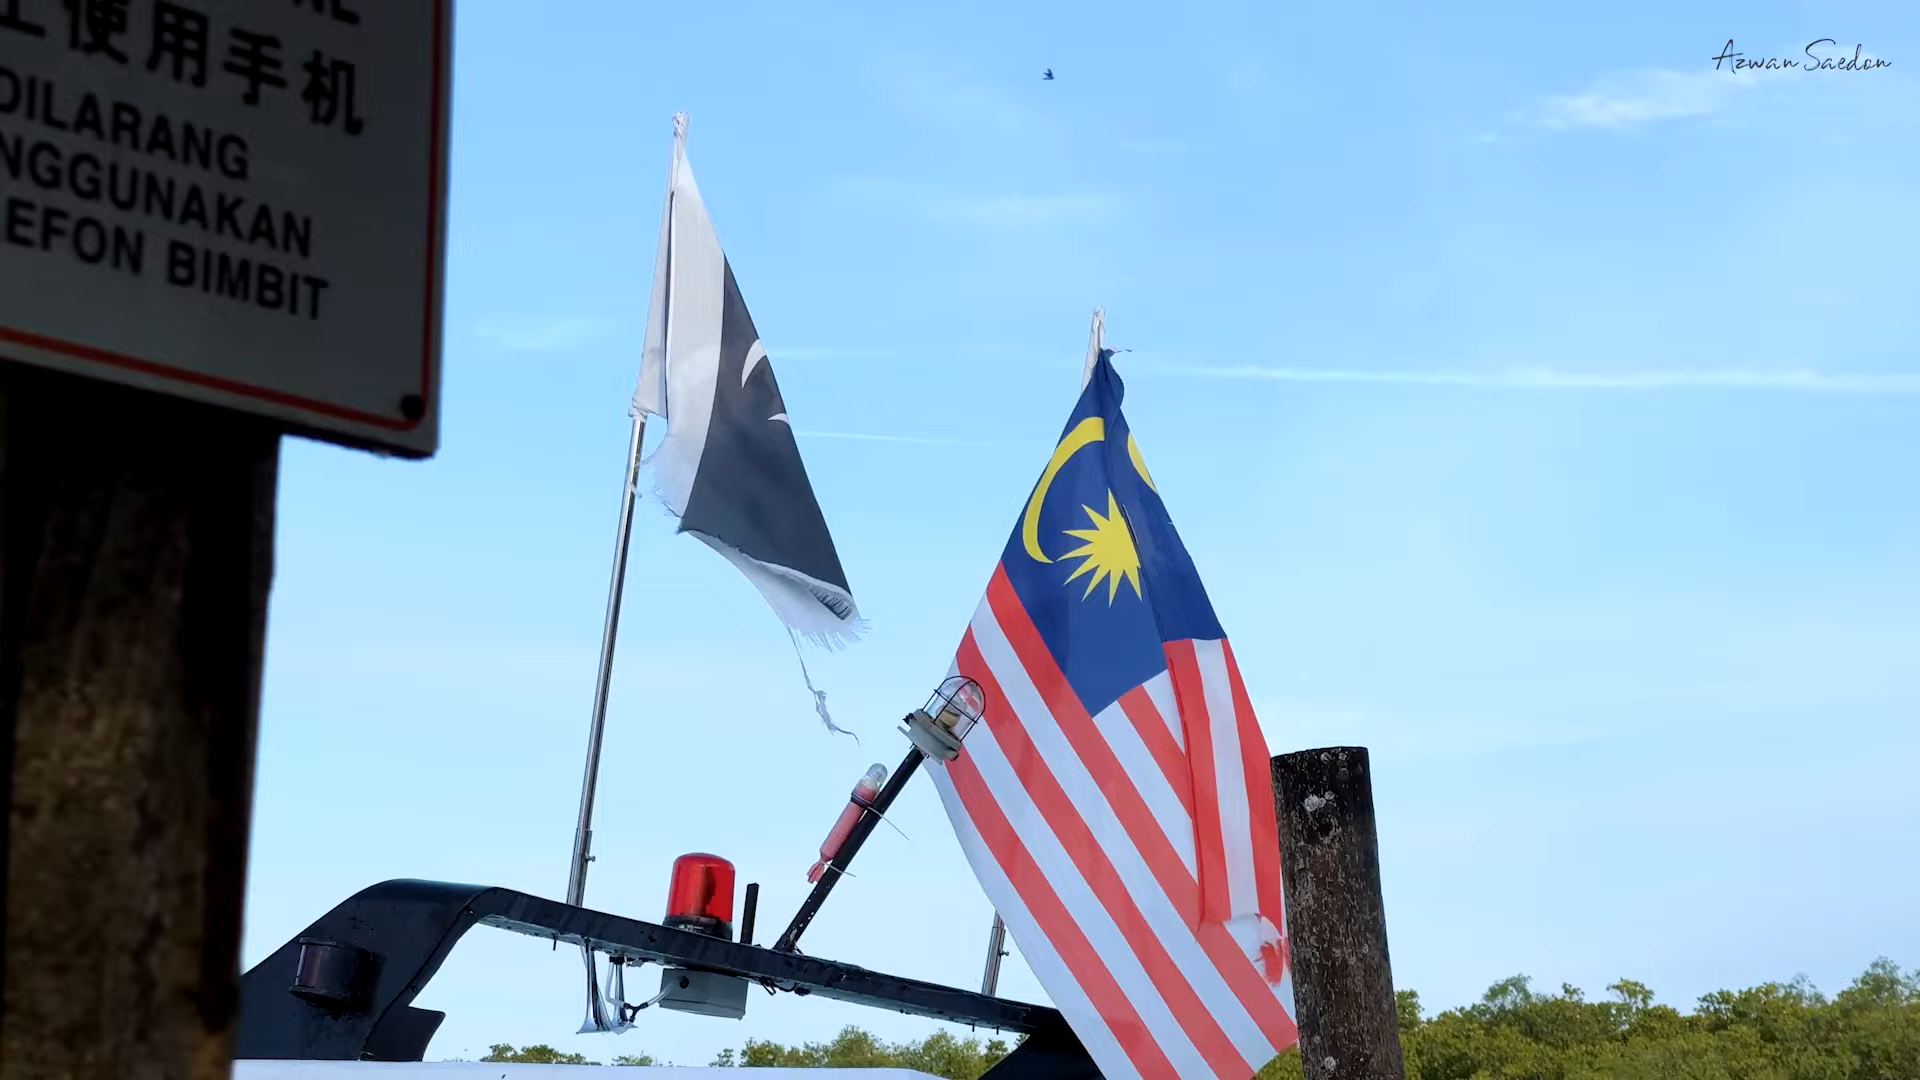 使用手机
DILARANG
NGGUNAKAN
EFON BIMBIT
Azwan Saedon